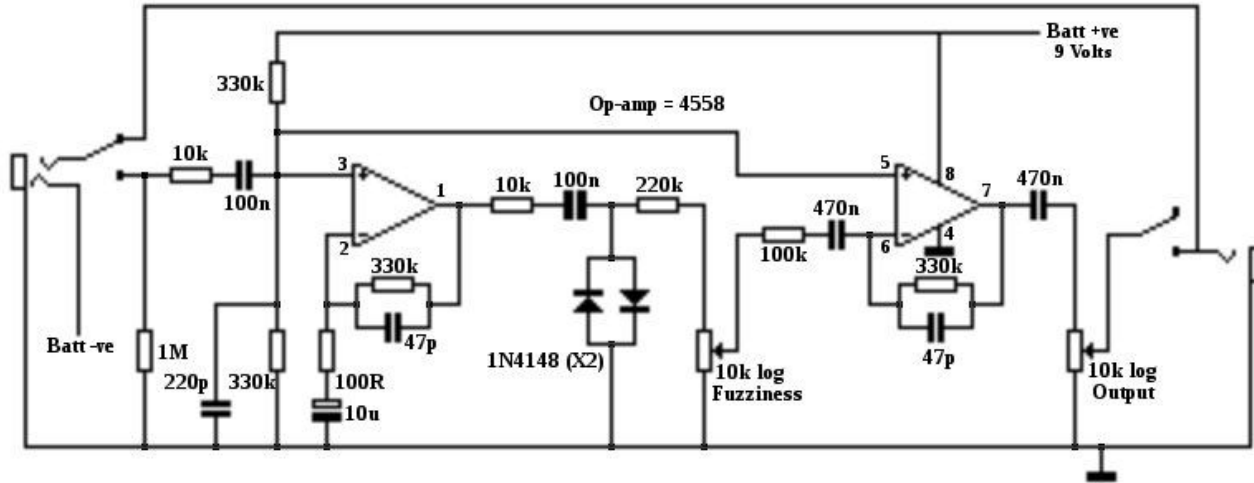 Batt +ve
9 Volts
330k
Op-amp = 4558
10k
100n
3
1
2
10k
100n
220k
470n
100k
5
8
7
6
4
470n
330k
47p
330k
47p
Batt -ve
1M
220p
330k
100R
10u
1N4148 (X2)
10k log
Fuzziness
10k log
Output